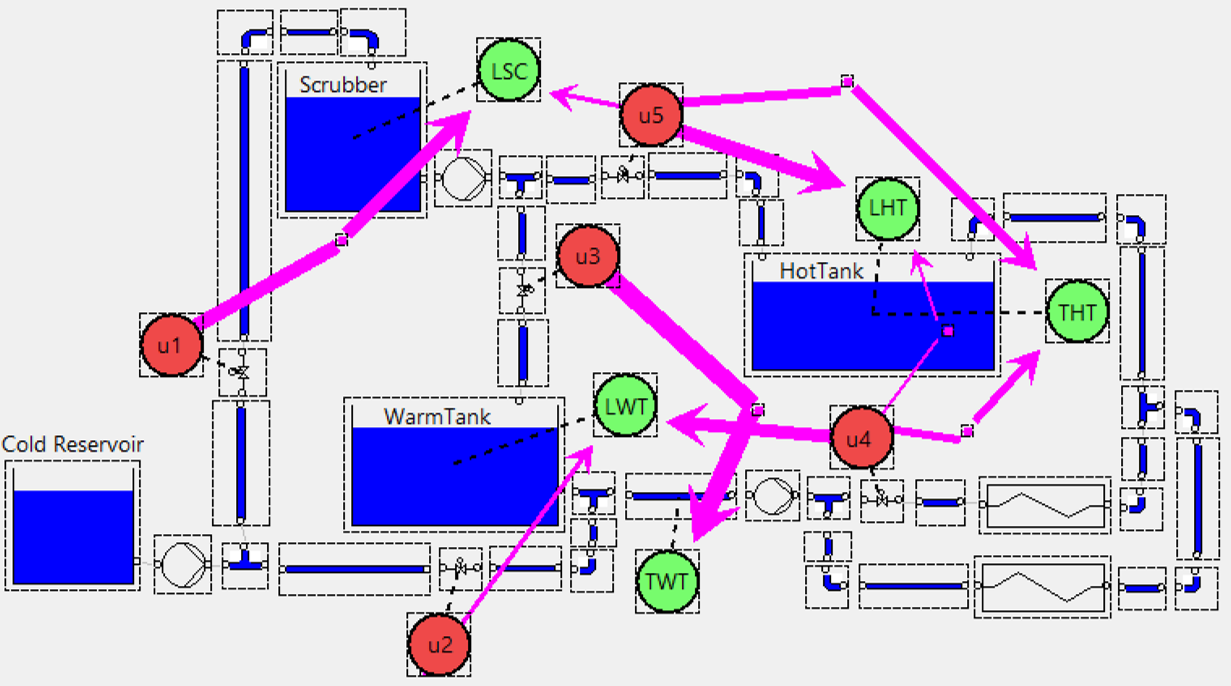 LSC
Scrubber
u5
LHT
u3
HotTank
THT
u1
LWT
WarmTank
u4
Cold Reservoir
TWT
u2